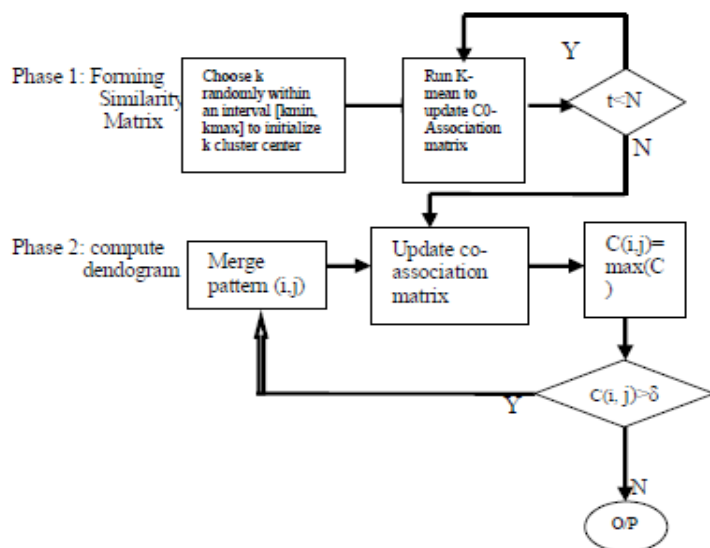 Phase 1: Forming
Similarity
Matrix
Choose k
randomly within
an interval [kmin,
kmax] to initialize
k cluster center
Run K-
mean to
update C0-
Association
matrix
Y
t<N
N
Phase 2: compute
dendogram
Merge
pattern (i,j)
Update co-
association
matrix
C(i,j)=
max(C
)
C(i, j)>δ
Y
N
O/P